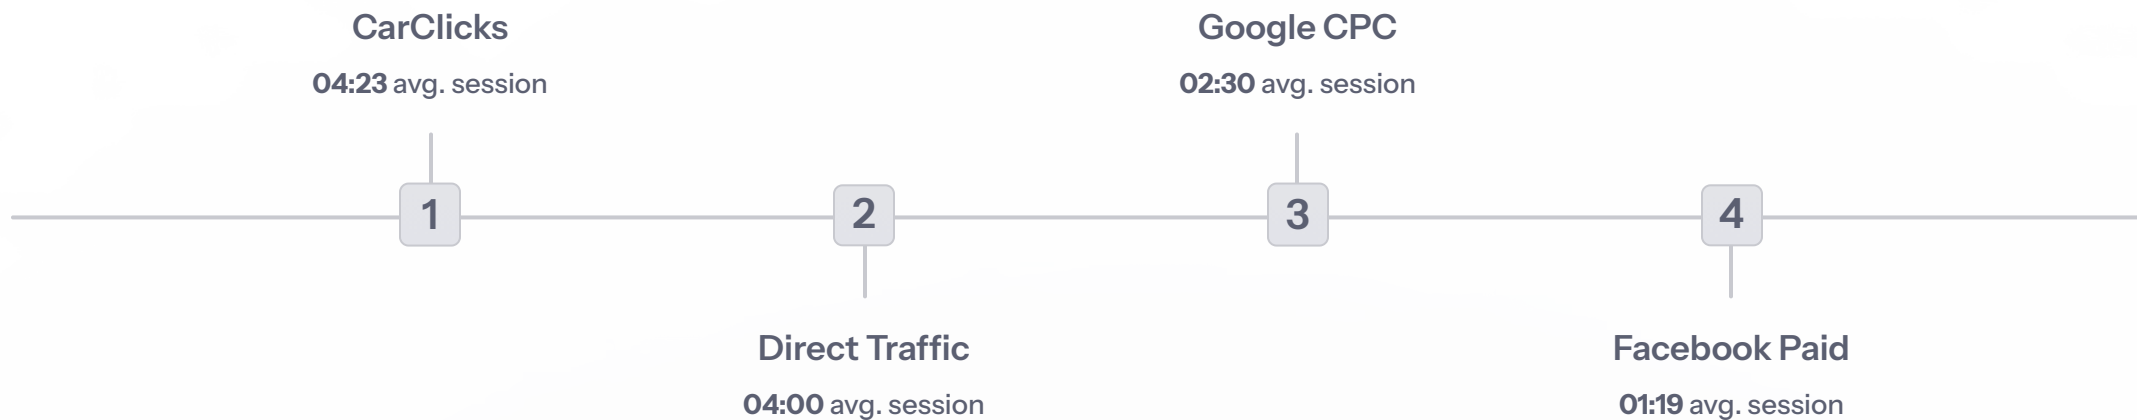 CarClicks
04:23 avg. session
Google CPC
02:30 avg. session
1
2
3
4
Direct Traffic
04:00 avg. session
Facebook Paid
01:19 avg. session